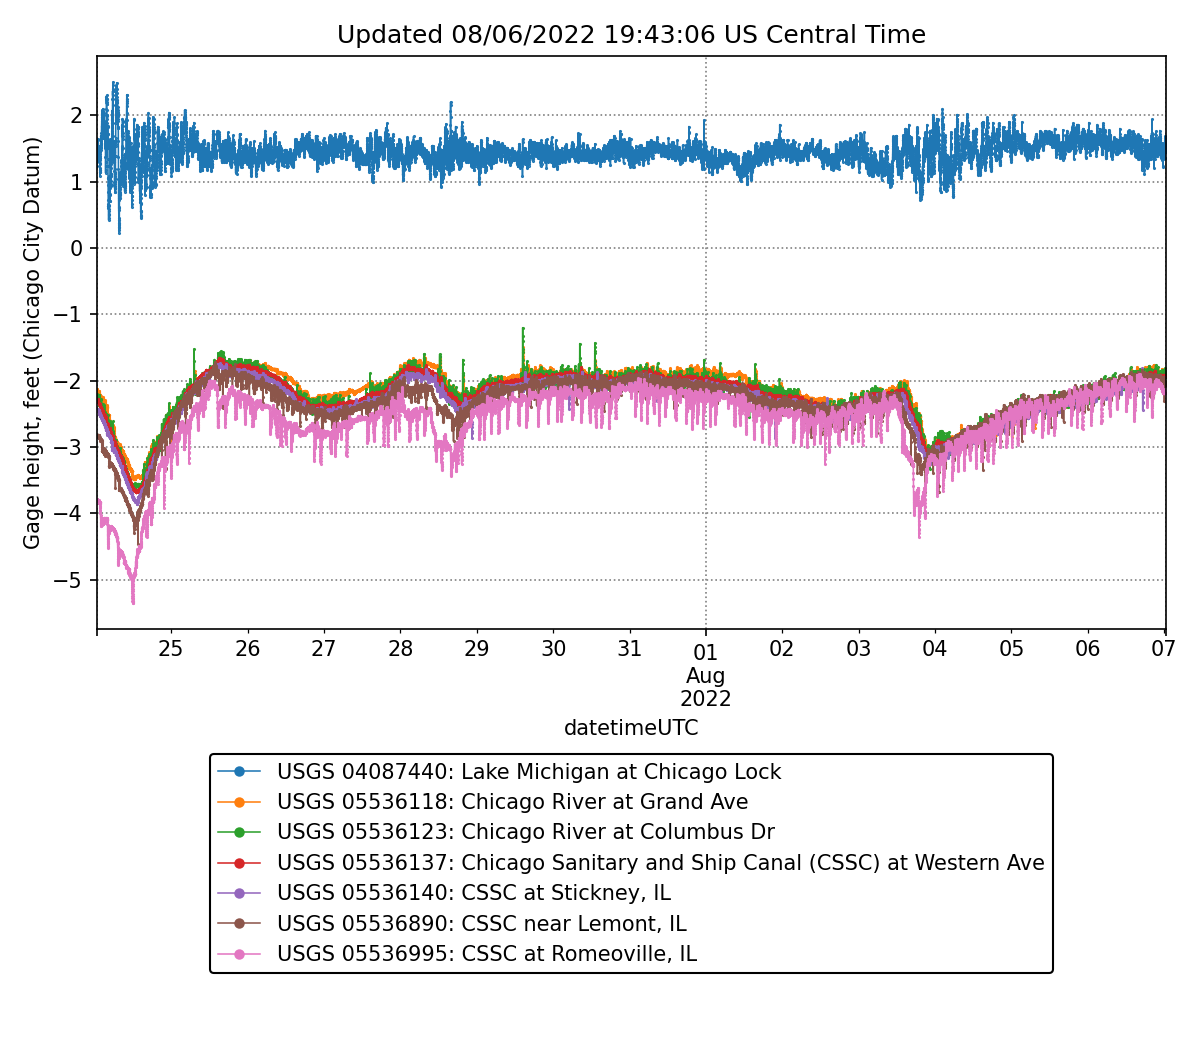 Updated 08/06/2022 19:43:06 US Central Time
Gage height, feet (Chicago City Datum)
2
1
0
−1
−2
−3
−4
−5
25 26 27 28 29 30 31 01 02 03 04 05 06 07
Aug
2022
datetimeUTC
USGS 04087440: Lake Michigan at Chicago Lock
USGS 05536118: Chicago River at Grand Ave
USGS 05536123: Chicago River at Columbus Dr
USGS 05536137: Chicago Sanitary and Ship Canal (CSSC) at Western Ave
USGS 05536140: CSSC at Stickney, IL
USGS 05536890: CSSC near Lemont, IL
USGS 05536995: CSSC at Romeoville, IL